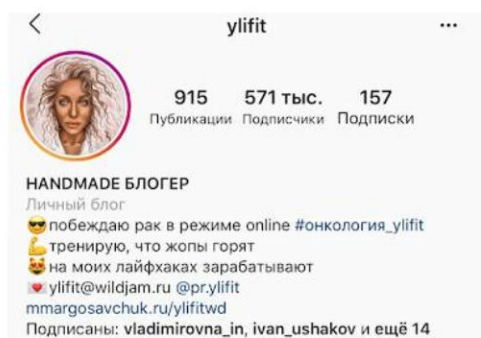 ylifit
915 571 тыс. 157
Публикации Подписчики Подписки
HANDMADE БЛОГЕР
Личный блог
😎побеждаю рак в режиме online #онкология_ylifit
💪тренирую, что жопы горят
😻на моих лайфхаках зарабатывают
💌ylifit@wildjam.ru @pr.ylifit
mmargosavchuk.ru/ylifitwd
Подписаны: vladimirovna_in, ivan_ushakov и ещё 14